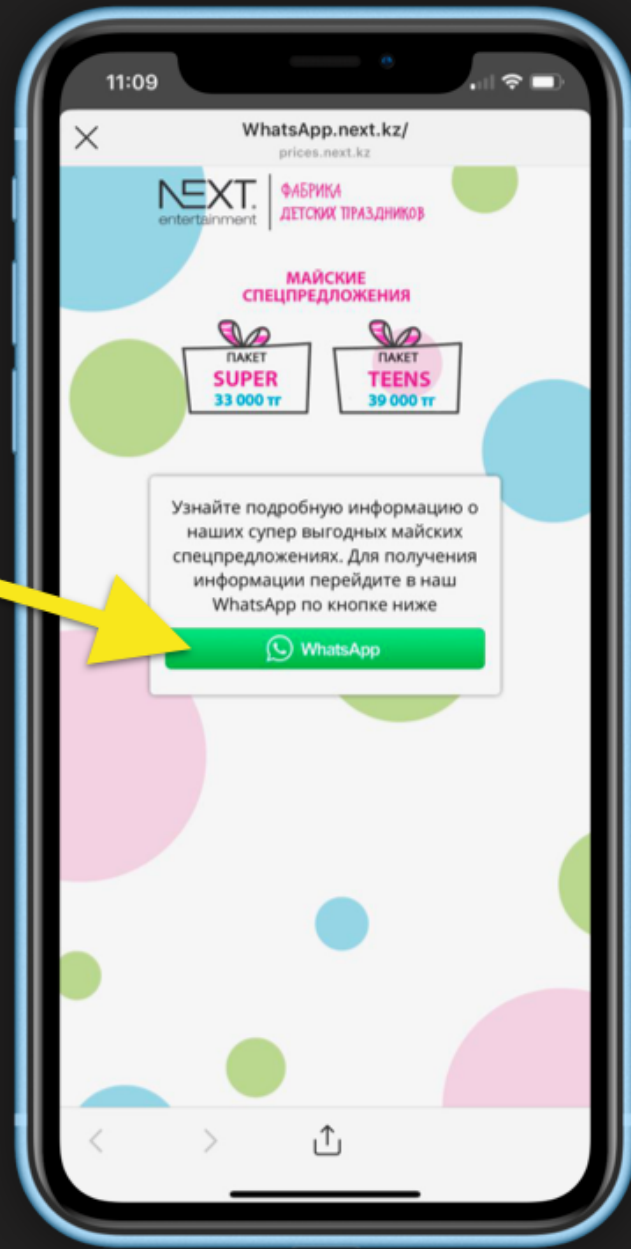 11:09
WhatsApp.next.kz/
prices.next.kz
NEXT.
entertainment
ФАБРИКА
ДЕТСКИХ ПРАЗДНИКОВ
МАЙСКИЕ
СПЕЦПРЕДЛОЖЕНИЯ
ПАКЕТ
SUPER
33 000 тг
ПАКЕТ
TEENS
39 000 тг
Узнайте подробную информацию о
наших супер выгодных майских
спецпредложениях. Для получения
информации перейдите в наш
WhatsApp по кнопке ниже
WhatsApp